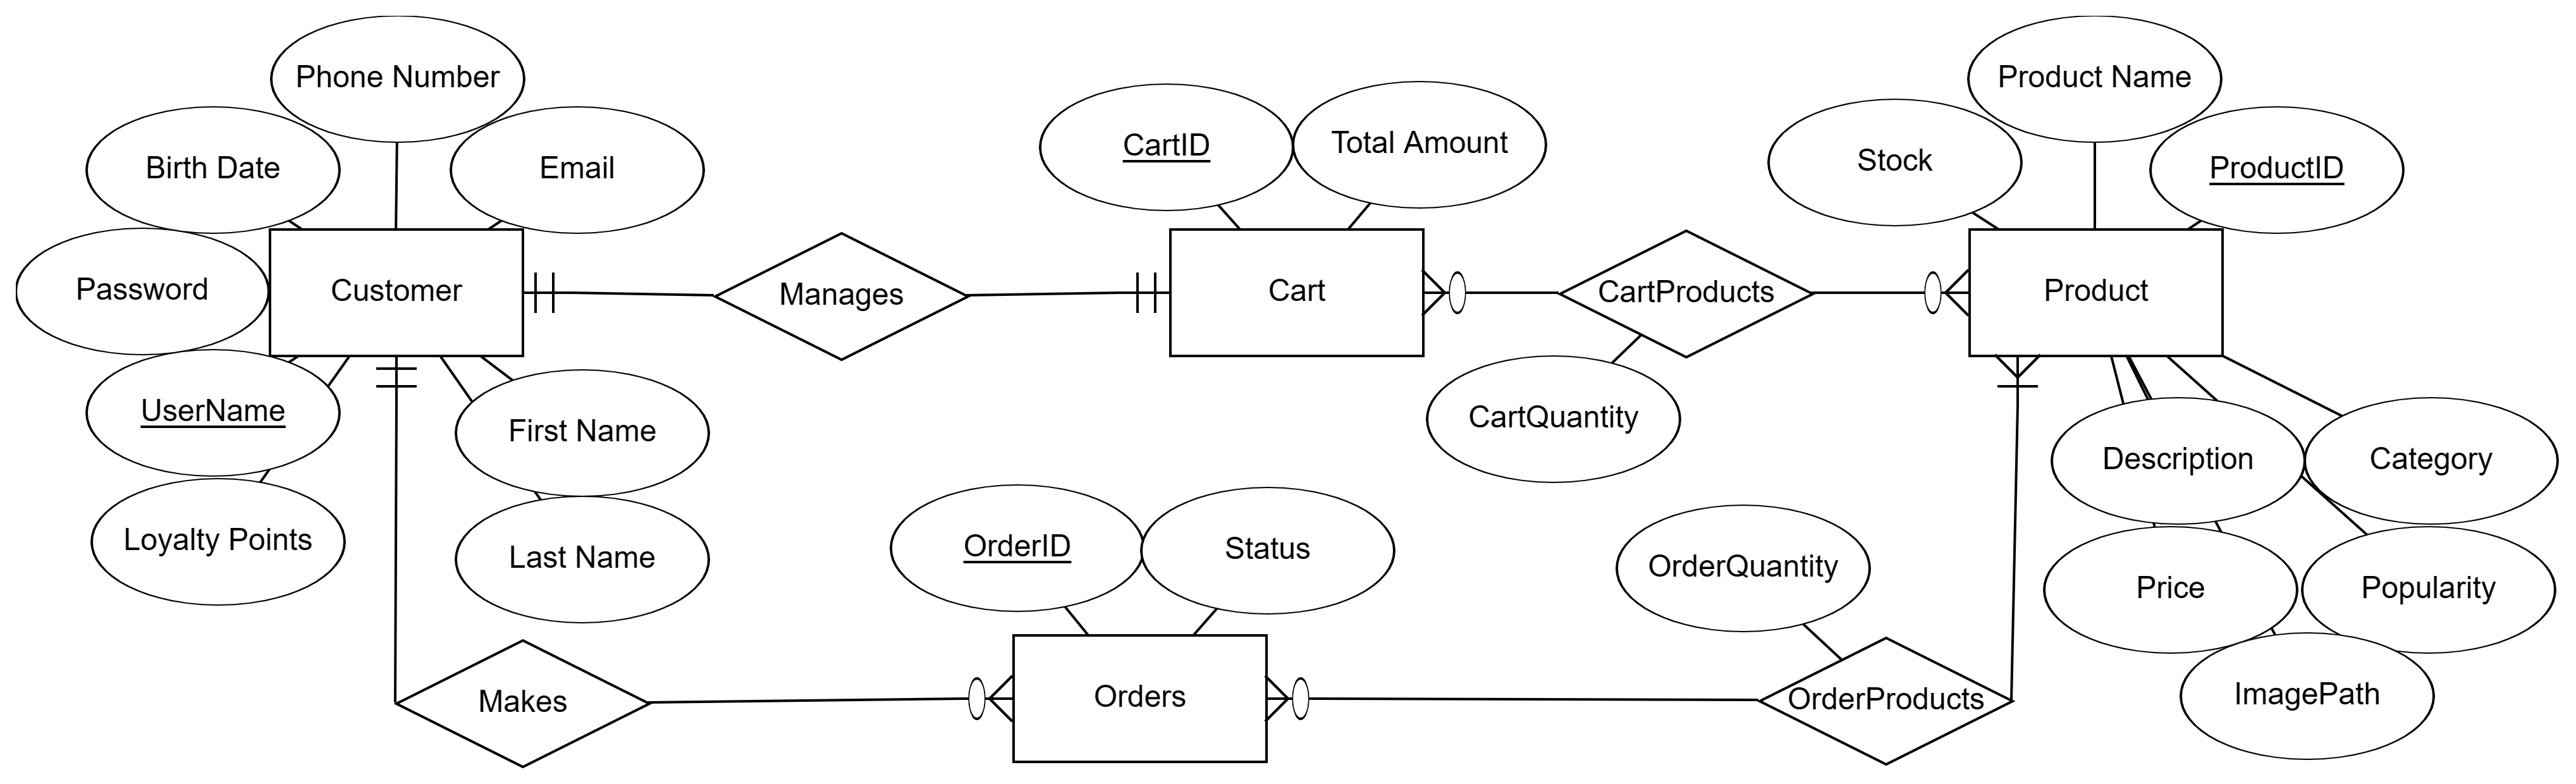 Phone Number
Product Name
Birth Date
Email
CartID
Total Amount
Stock
ProductID
Password
Customer
Manages
Cart
CartProducts
Product
UserName
First Name
CartQuantity
Description
Category
Loyalty Points
Last Name
OrderID
Status
OrderQuantity
Price
Popularity
Makes
Orders
OrderProducts
ImagePath